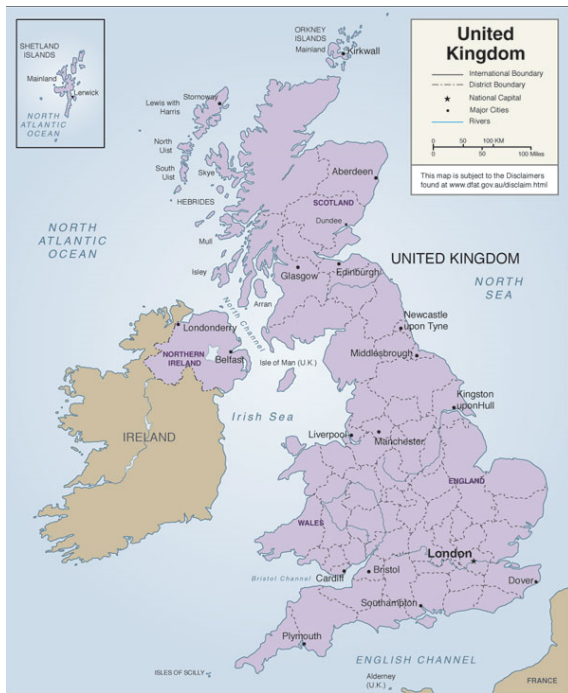 SHETLAND
ISLANDS
Mainland
Lerwick
NORTH
ATLANTIC
OCEAN
ORKNEY
ISLANDS
Mainland
Kirkwall
United
Kingdom
International Boundary
District Boundary
National Capital
Major Cities
Rivers
0 50 100 KM
0 50 100 Miles
This map is subject to the Disclaimers
found at www.dfat.gov.au/disclaim.html
Stornoway
Lewis with
Harris
North
Uist
South
Uist
Skye
HEBRIDES
Aberdeen
SCOTLAND
Dundee
NORTH
ATLANTIC
OCEAN
Mull
UNITED KINGDOM
Glasgow
Edinburgh
Islay
NORTH
SEA
Arran
North Channel
Londonderry
Newcastle
upon Tyne
NORTHERN
IRELAND
Belfast
Isle of Man (U.K.)
Middlesbrough
Kingston
uponHull
Irish Sea
IRELAND
Liverpool
Manchester
ENGLAND
WALES
London
Bristol Channel
Cardiff
Bristol
Dover
Southampton
Plymouth
ENGLISH CHANNEL
ISLES OF SCILLY
Alderney
(U.K.)
FRANCE